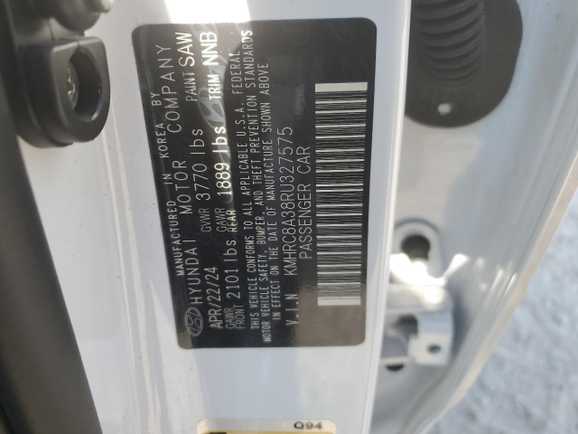 MANUFACTURED IN KOREA BY
HYUNDAI MOTOR COMPANY
APR/22/24 GVWR 3770 lbs PAINT SAW
GAWR FRONT 2101 lbs GAWR REAR 1889 lbs TRIM NNB
THIS VEHICLE CONFORMS TO ALL APPLICABLE U.S.A. FEDERAL
MOTOR VEHICLE SAFETY, BUMPER, AND THEFT PREVENTION STANDARDS
IN EFFECT ON THE DATE OF MANUFACTURE SHOWN ABOVE
V.I.N KMHRC8A38RU327575
PASSENGER CAR
Q94